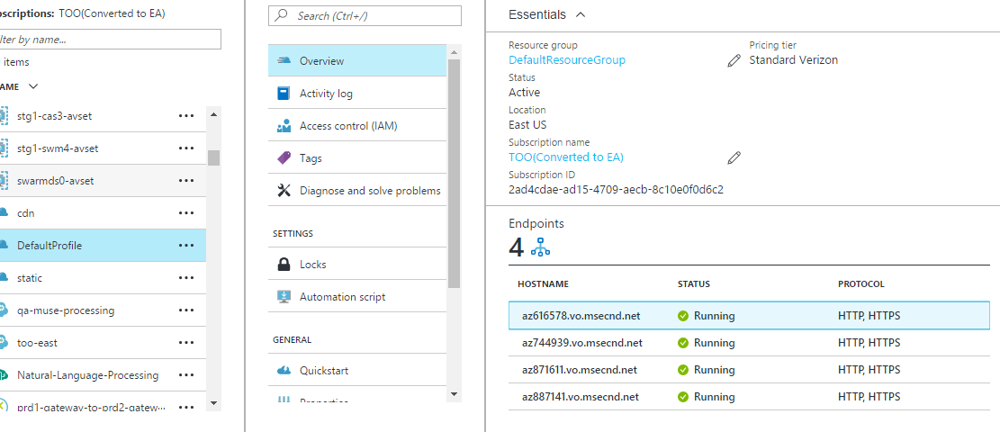 bscriptions: TOO(Converted to EA)
lter by name...
items
AME
stg1-cas3-avset
stg1-swm4-avset
swarmds0-avset
cdn
DefaultProfile
static
qa-muse-processing
too-east
Natural-Language-Processing
prd1-gateway-to-prd2-gatew...
Search (Ctrl+/)
Overview
Activity log
Access control (IAM)
Tags
Diagnose and solve problems
SETTINGS
Locks
Automation script
GENERAL
Quickstart
Properties
Essentials
Resource group
DefaultResourceGroup
Status
Active
Location
East US
Subscription name
TOO(Converted to EA)
Subscription ID
2ad4cdae-ad15-4709-aecb-8c10e0f0d6c2
Pricing tier
Standard Verizon
Endpoints
4
HOSTNAME STATUS PROTOCOL
az616578.vo.msecnd.net Running HTTP, HTTPS
az744939.vo.msecnd.net Running HTTP, HTTPS
az871611.vo.msecnd.net Running HTTP, HTTPS
az887141.vo.msecnd.net Running HTTP, HTTPS